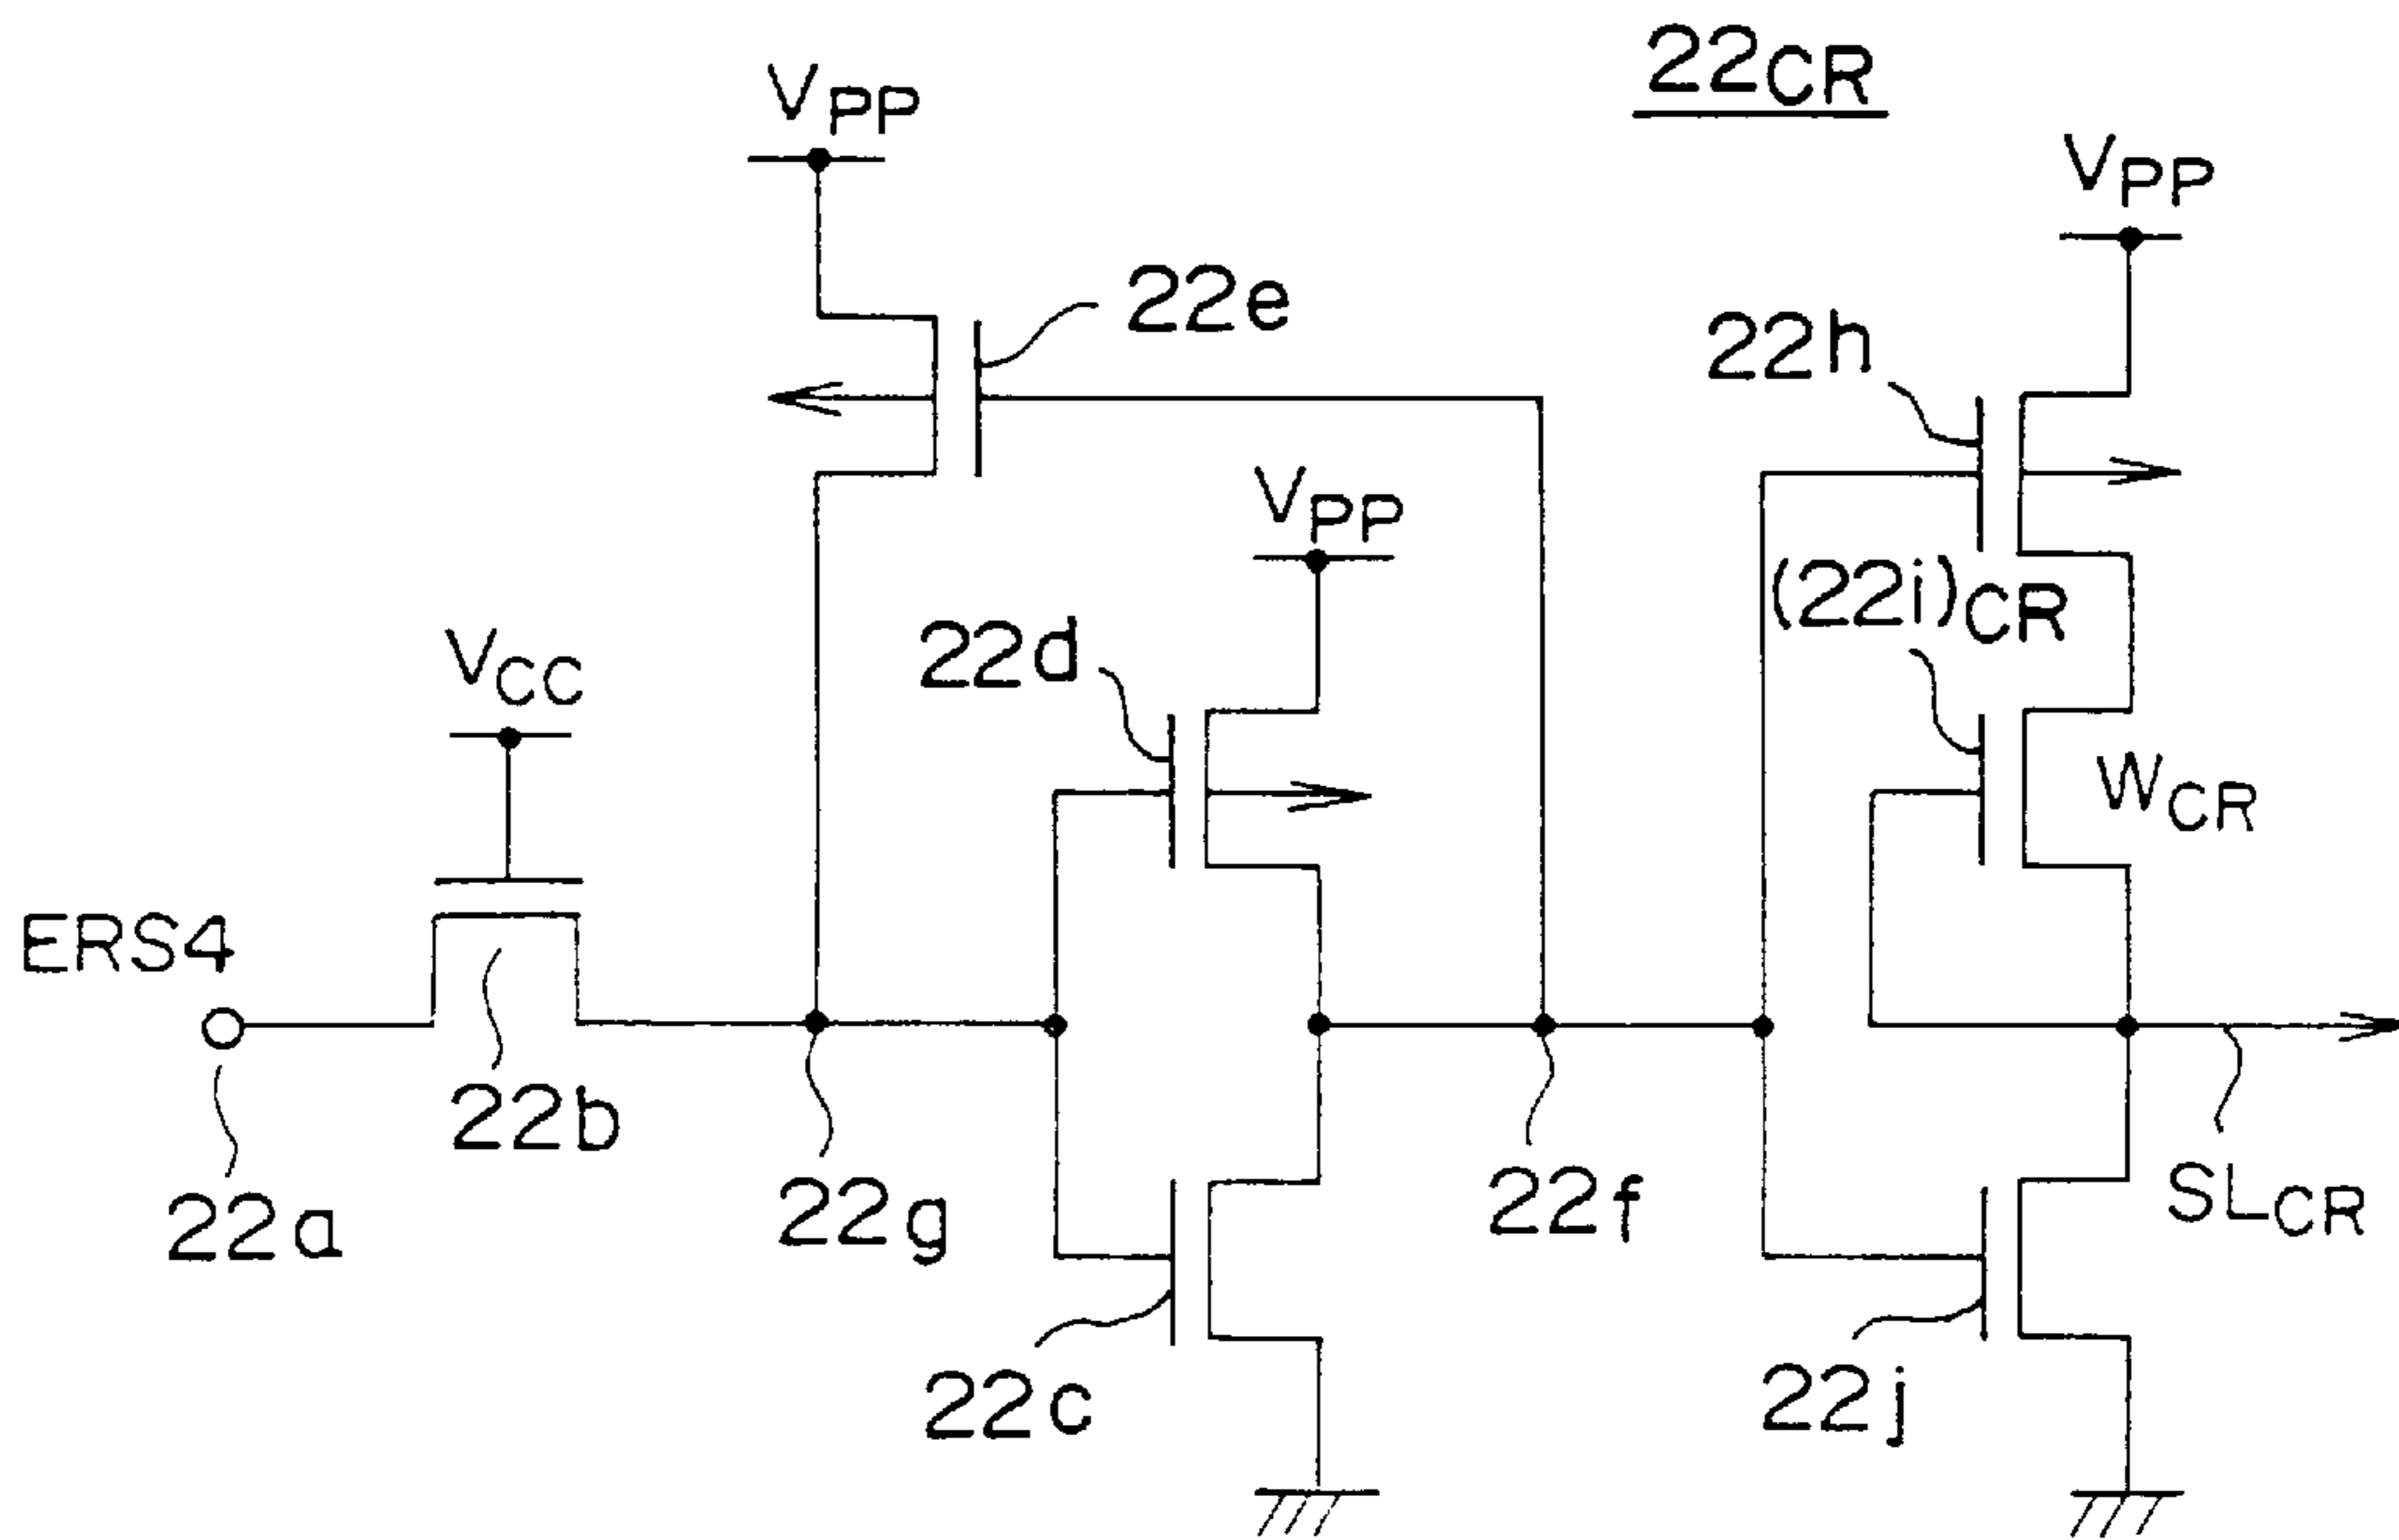 22CR
VPP
VPP
22e
22h
VPP
(22i)CR
22d
VCC
WCR
ERS4
22b
22a
22g
22f
SLCR
22c
22j